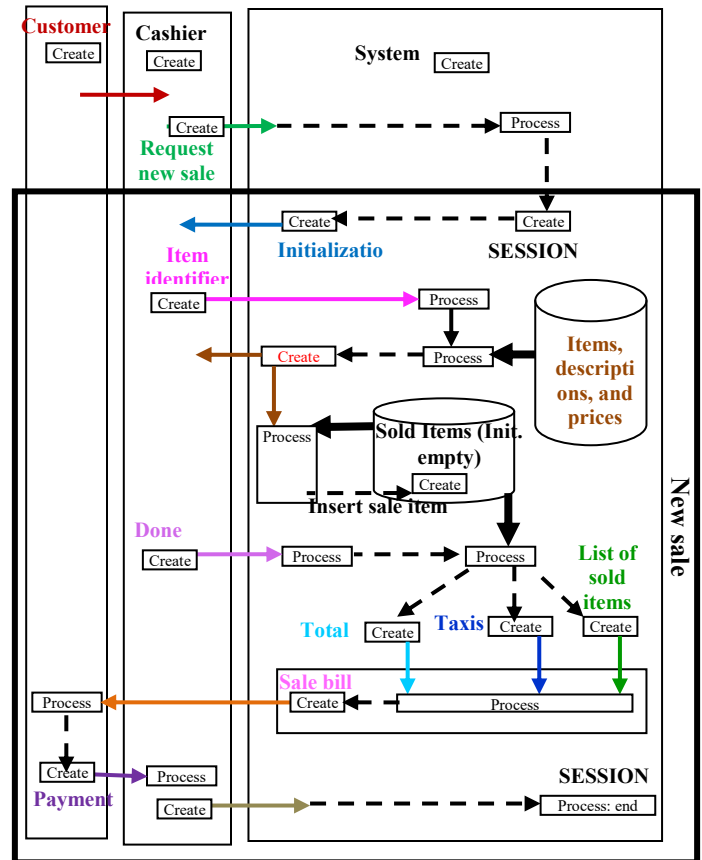 Customer
Create
Cashier
Create
System
Create
Create
Request
new sale
Process
Create
Initializatio
Create
SESSION
Item
identifier
Create
Process
Create
Process
Items,
descripti
ons, and
prices
Process
Sold Items (Init.
empty)
Create
Insert sale item
New sale
Done
Create
Process
Process
List of
sold
items
Total
Create
Taxis
Create
Create
Sale bill
Process
Create
Process
Create
Payment
Process
Create
SESSION
Process: end